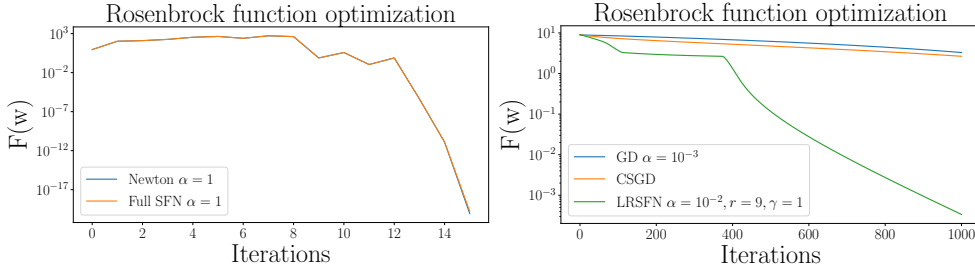 Rosenbrock function optimization
F(w)
10^3
10^-2
10^-7
10^-12
10^-17
Newton α = 1
Full SFN α = 1
0 2 4 6 8 10 12 14
Iterations
Rosenbrock function optimization
F(w)
10^1
10^0
10^-1
10^-2
10^-3
GD α = 10^-3
CSGD
LRSFN α = 10^-2, r = 9, γ = 1
0 200 400 600 800 1000
Iterations